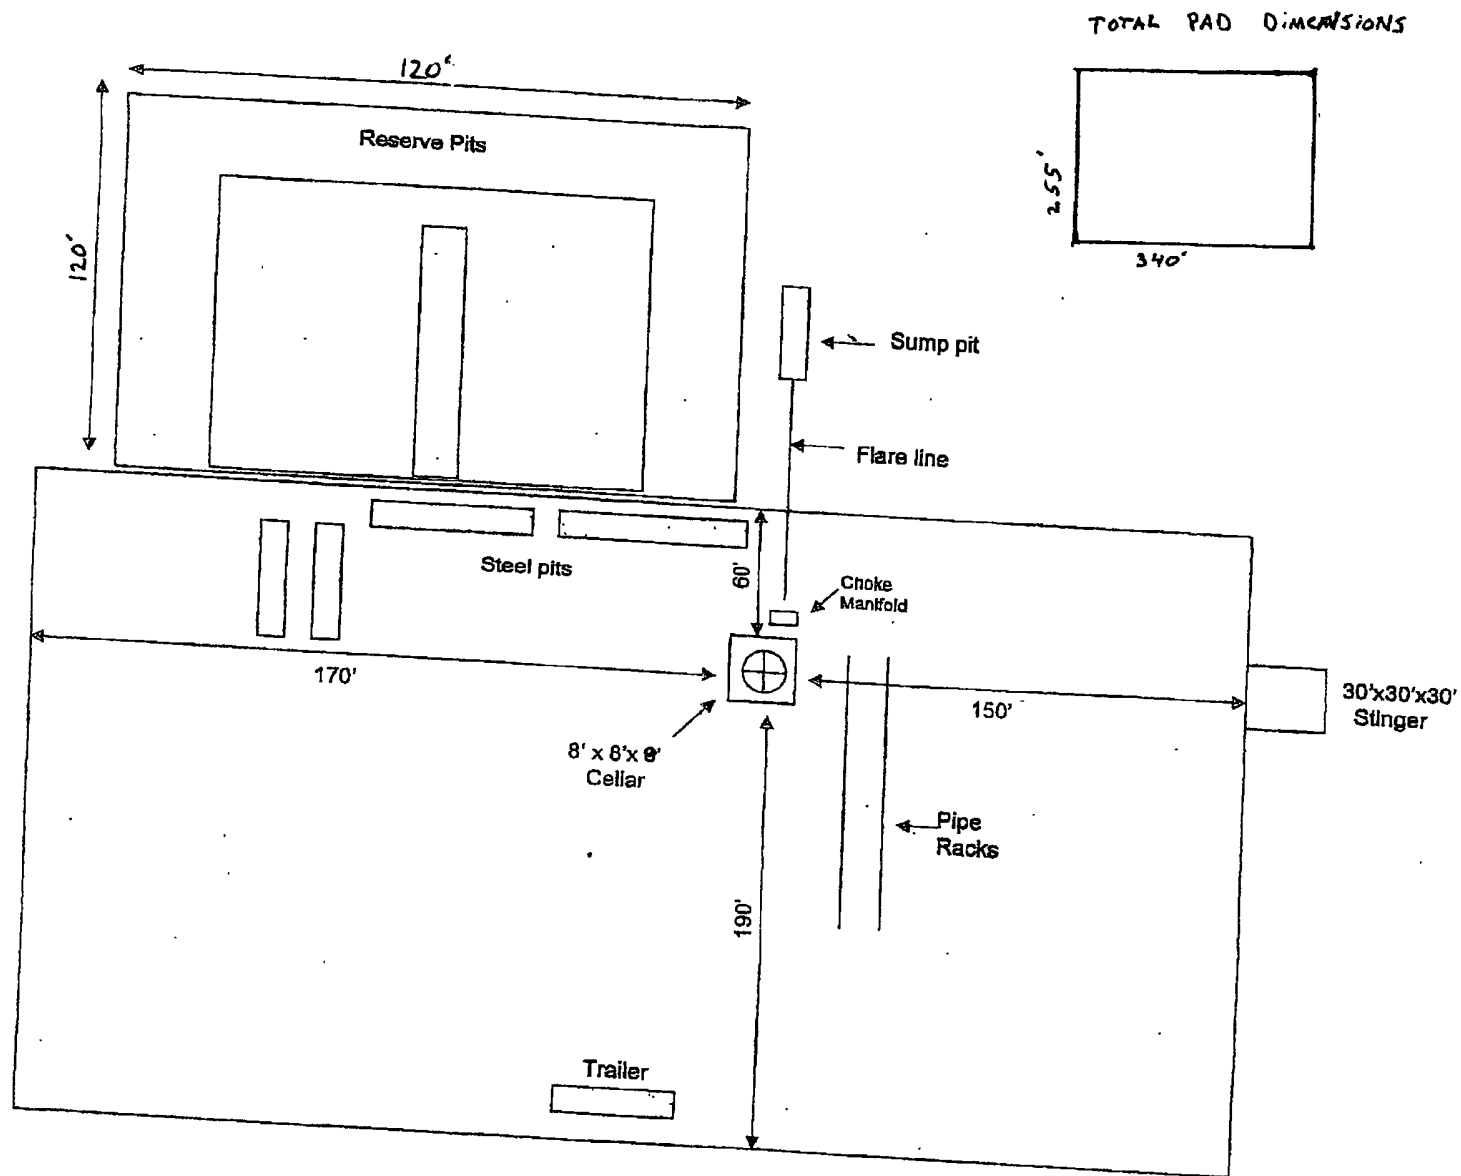 TOTAL PAD DIMENSIONS
120'
Reserve Pits
120'
255'
340'
Sump pit
Flare line
Steel pits
60'
Choke
Manifold
170'
150'
30'x30'x30'
Stinger
8' x 8'x 8'
Cellar
Pipe
Racks
190'
Trailer